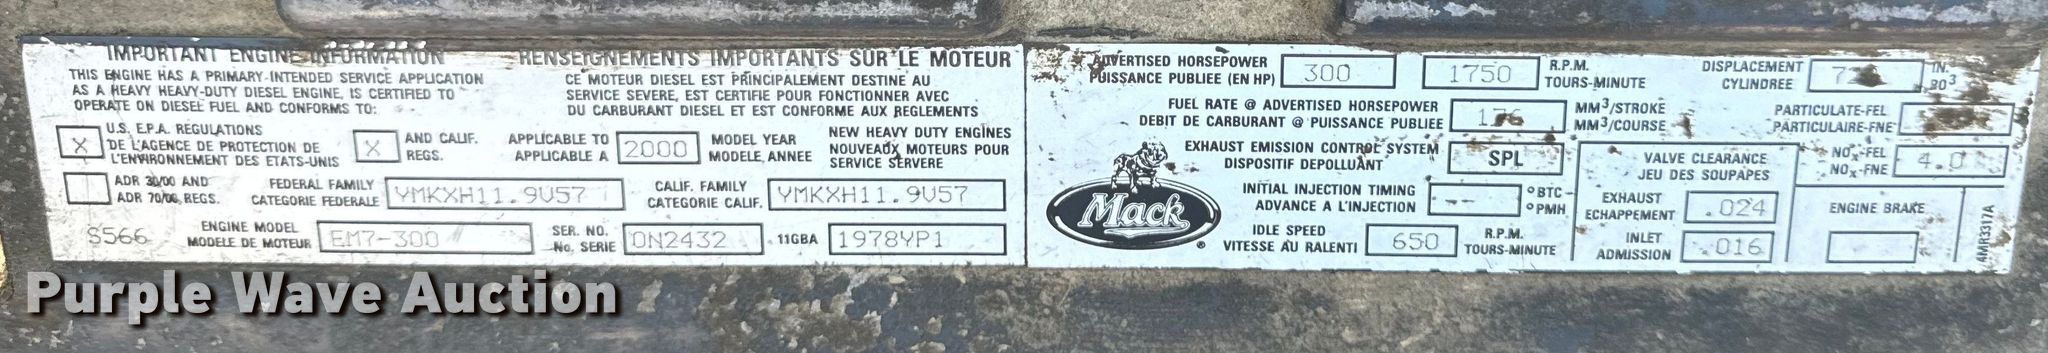 IMPORTANT ENGINE INFORMATION
THIS ENGINE HAS A PRIMARY-INTENDED SERVICE APPLICATION
AS A HEAVY HEAVY-DUTY DIESEL ENGINE, IS CERTIFIED TO
OPERATE ON DIESEL FUEL AND CONFORMS TO:
RENSEIGNEMENTS IMPORTANTS SUR LE MOTEUR
CE MOTEUR DIESEL EST PRINCIPALEMENT DESTINE AU
SERVICE SEVERE, EST CERTIFIE POUR FONCTIONNER AVEC
DU CARBURANT DIESEL ET EST CONFORME AUX REGLEMENTS
X U.S. E.P.A. REGULATIONS
DE L'AGENCE DE PROTECTION DE
L'ENVIRONNEMENT DES ETATS-UNIS
X AND CALIF.
REGS.
APPLICABLE TO
APPLICABLE A
2000
MODEL YEAR
MODELE ANNEE
NEW HEAVY DUTY ENGINES
NOUVEAUX MOTEURS POUR
SERVICE SERVERE
ADR 30/00 AND
ADR 70/00 REGS.
FEDERAL FAMILY
CATEGORIE FEDERALE
YMKXH11.9V57
CALIF. FAMILY
CATEGORIE CALIF.
YMKXH11.9V57
S566
ENGINE MODEL
MODELE DE MOTEUR
EM7-300
SER. NO.
No. SERIE
0N2432
11GBA
1978YP1
ADVERTISED HORSEPOWER
PUISSANCE PUBLIEE (EN HP)
300
1750
R.P.M.
TOURS-MINUTE
DISPLACEMENT
CYLINDREE
IN.
PO3
FUEL RATE @ ADVERTISED HORSEPOWER
DEBIT DE CARBURANT @ PUISSANCE PUBLIEE
176
MM3/STROKE
MM3/COURSE
PARTICULATE-FEL
PARTICULAIRE-FNE
EXHAUST EMISSION CONTROL SYSTEM
DISPOSITIF DEPOLLUANT
SPL
VALVE CLEARANCE
JEU DES SOUPAPES
NOx-FEL
NOx-FNE
4.0
Mack
®
INITIAL INJECTION TIMING
AVANCE A L'INJECTION
---
°BTC
°PMH
EXHAUST
ECHAPPEMENT
.024
ENGINE BRAKE
IDLE SPEED
VITESSE AU RALENTI
650
R.P.M.
TOURS-MINUTE
INLET
ADMISSION
.016
4MR3317A
Purple Wave Auction